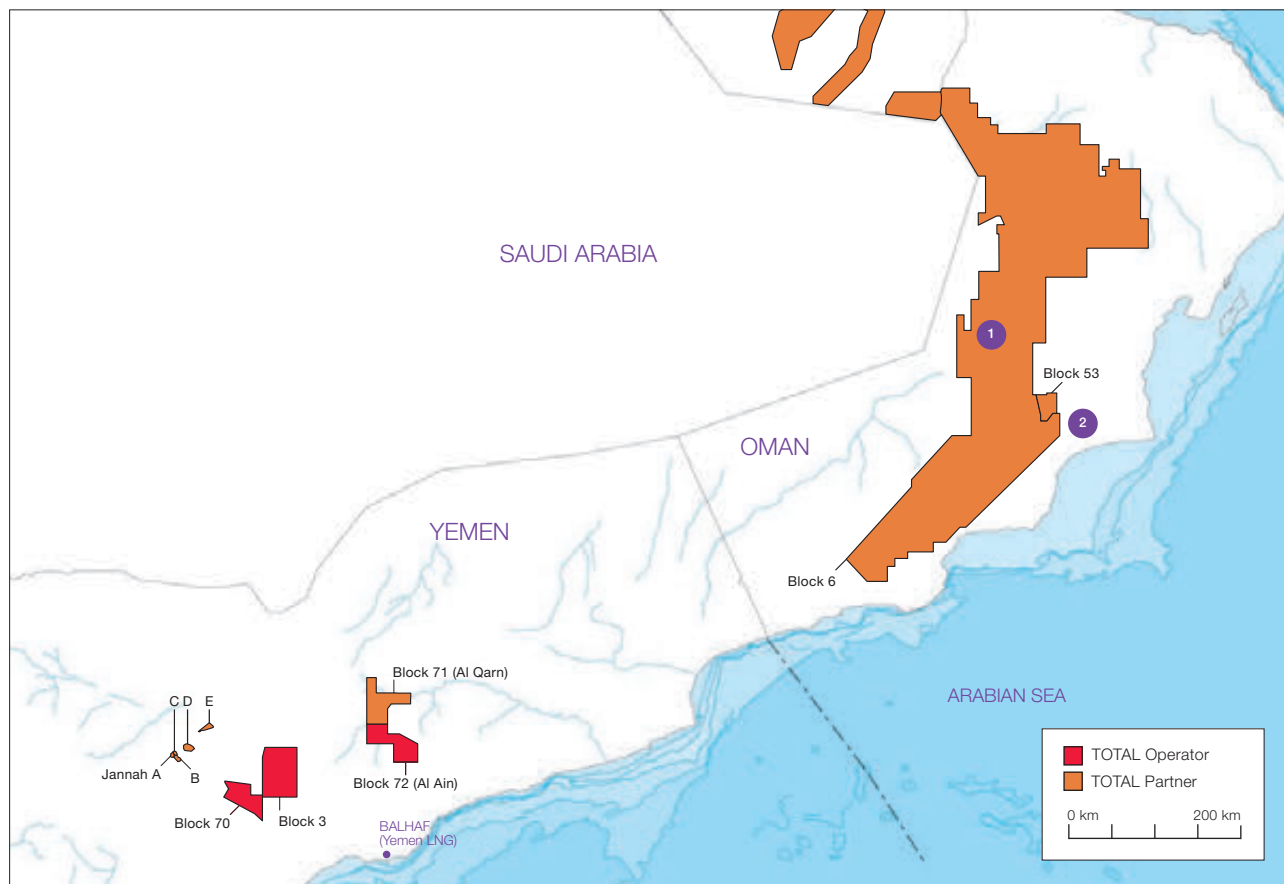 SAUDI ARABIA
1
Block 53
2
OMAN
YEMEN
Block 6
Block 71 (Al Qarn)
C D E
ARABIAN SEA
Jannah A
B
Block 72 (Al Ain)
Block 70
Block 3
BALHAF
(Yemen LNG)
TOTAL Operator
TOTAL Partner
0 km 200 km